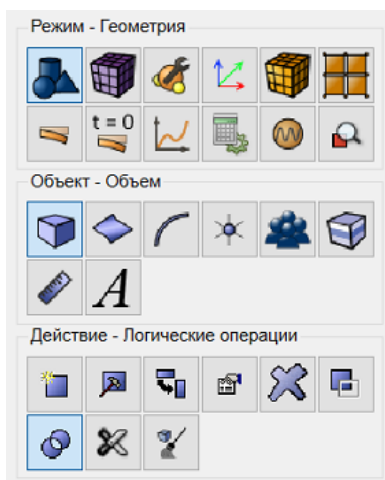 Режим - Геометрия
t = 0
Объект - Объем
A
Действие - Логические операции